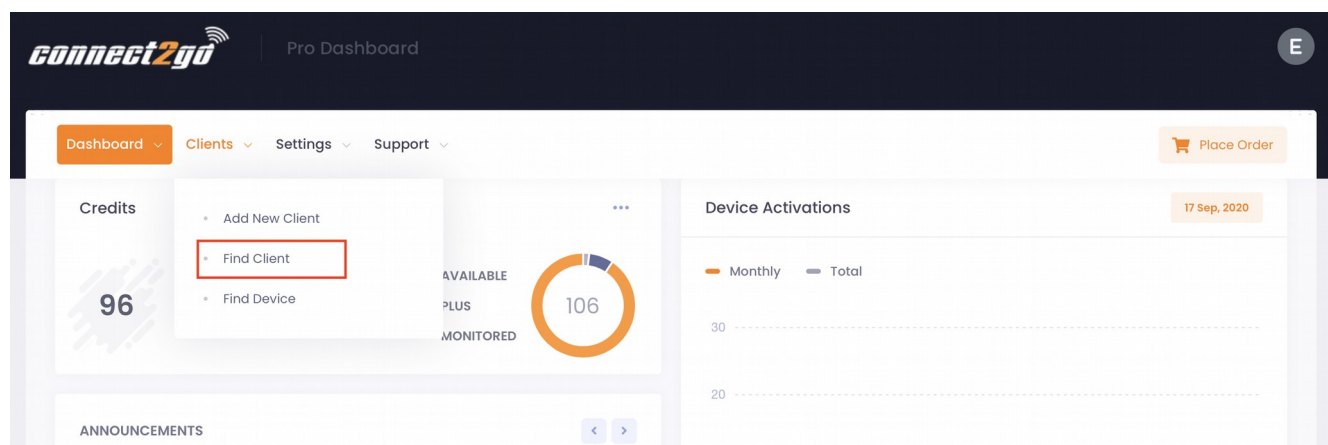 connect2go
Pro Dashboard
E
Dashboard
Clients
Settings
Support
Place Order
Add New Client
Find Client
Find Device
Credits
96
AVAILABLE
PLUS
MONITORED
106
ANNOUNCEMENTS
Device Activations
17 Sep, 2020
Monthly
Total
30
20